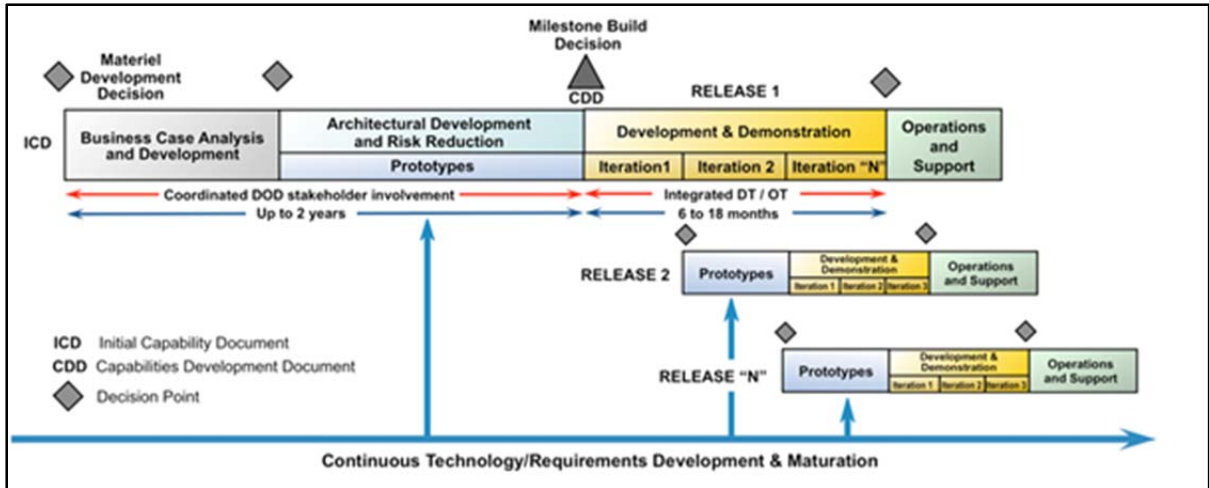 Milestone Build
Decision
Materiel
Development
Decision
CDD
RELEASE 1
ICD
Business Case Analysis
and Development
Architectural Development
and Risk Reduction
Prototypes
Development & Demonstration
Iteration1
Iteration 2
Iteration “N”
Operations
and
Support
Coordinated DOD stakeholder involvement
Integrated DT / OT
Up to 2 years
6 to 18 months
RELEASE 2
Prototypes
Development &
Demonstration
Iteration 1
Iteration 2
Iteration 3
Operations
and Support
RELEASE “N”
Prototypes
Development &
Demonstration
Iteration 1
Iteration 2
Iteration 3
Operations
and Support
ICD Initial Capability Document
CDD Capabilities Development Document
Decision Point
Continuous Technology/Requirements Development & Maturation